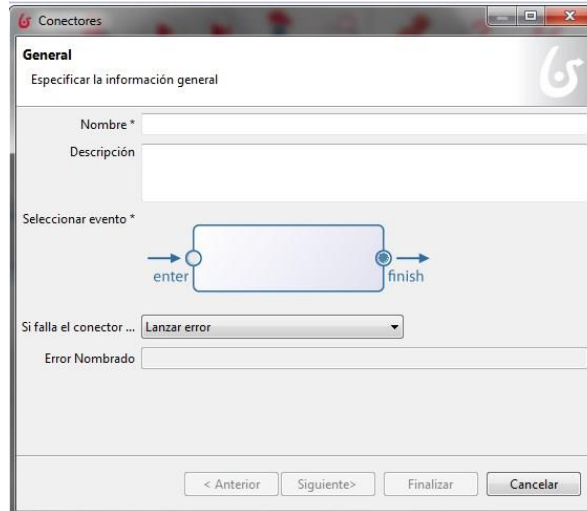 Conectores
General
Especificar la información general
Nombre *
Descripción
Seleccionar evento *
enter
finish
Si falla el conector ... Lanzar error
Error Nombrado
< Anterior Siguiente> Finalizar Cancelar